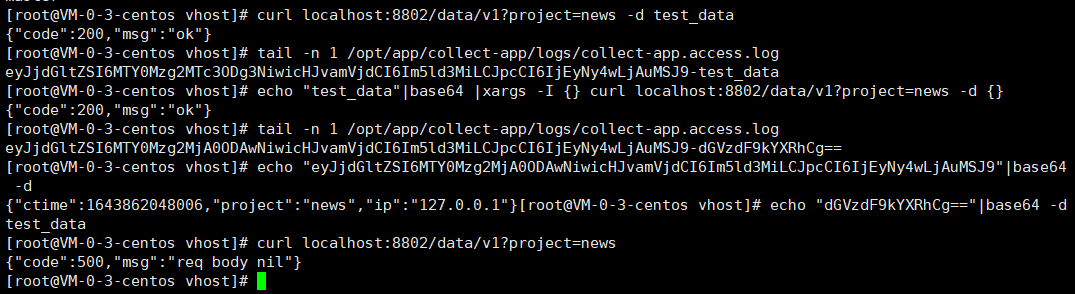 [root@VM-0-3-centos vhost]# curl localhost:8802/data/v1?project=news -d test_data
{"code":200,"msg":"ok"}
[root@VM-0-3-centos vhost]# tail -n 1 /opt/app/collect-app/logs/collect-app.access.log
eyJjdGltZSI6MTY0Mzg2MTc3ODg3NiwicHJvamVjdCI6Im5ld3MiLCJpcCI6IjEyNy4wLjAuMSJ9-test_data
[root@VM-0-3-centos vhost]# echo "test_data"|base64 |xargs -I {} curl localhost:8802/data/v1?project=news -d {}
{"code":200,"msg":"ok"}
[root@VM-0-3-centos vhost]# tail -n 1 /opt/app/collect-app/logs/collect-app.access.log
eyJjdGltZSI6MTY0Mzg2MjA0ODAwNiwicHJvamVjdCI6Im5ld3MiLCJpcCI6IjEyNy4wLjAuMSJ9-dGVzdF9kYXRhCg==
[root@VM-0-3-centos vhost]# echo "eyJjdGltZSI6MTY0Mzg2MjA0ODAwNiwicHJvamVjdCI6Im5ld3MiLCJpcCI6IjEyNy4wLjAuMSJ9"|base64
 -d
{"ctime":1643862048006,"project":"news","ip":"127.0.0.1"}[root@VM-0-3-centos vhost]# echo "dGVzdF9kYXRhCg=="|base64 -d
test_data
[root@VM-0-3-centos vhost]# curl localhost:8802/data/v1?project=news
{"code":500,"msg":"req body nil"}
[root@VM-0-3-centos vhost]#